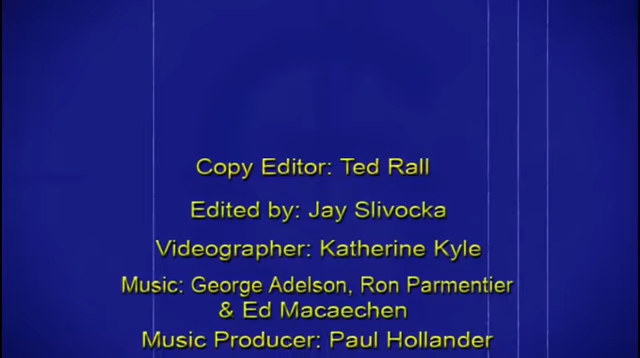 Copy Editor: Ted Rall
Edited by: Jay Slivocka
Videographer: Katherine Kyle
Music: George Adelson, Ron Parmentier
& Ed Macaechen
Music Producer: Paul Hollander